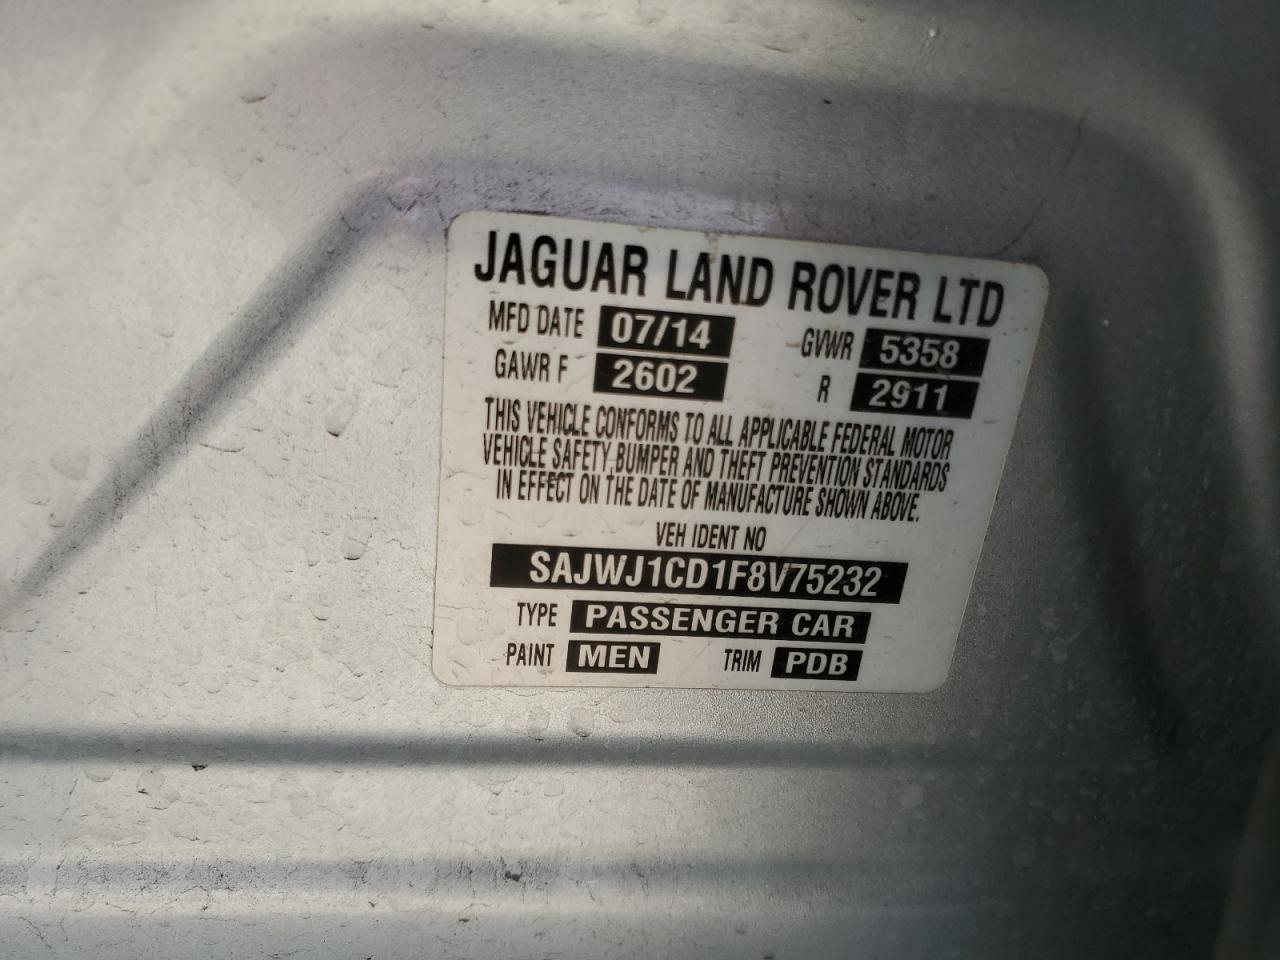 JAGUAR LAND ROVER LTD
MFD DATE 07/14 GVWR 5358
GAWR F 2602 R 2911
THIS VEHICLE CONFORMS TO ALL APPLICABLE FEDERAL MOTOR
VEHICLE SAFETY, BUMPER AND THEFT PREVENTION STANDARDS
IN EFFECT ON THE DATE OF MANUFACTURE SHOWN ABOVE.
VEH IDENT NO
SAJWJ1CD1F8V75232
TYPE PASSENGER CAR
PAINT MEN TRIM PDB